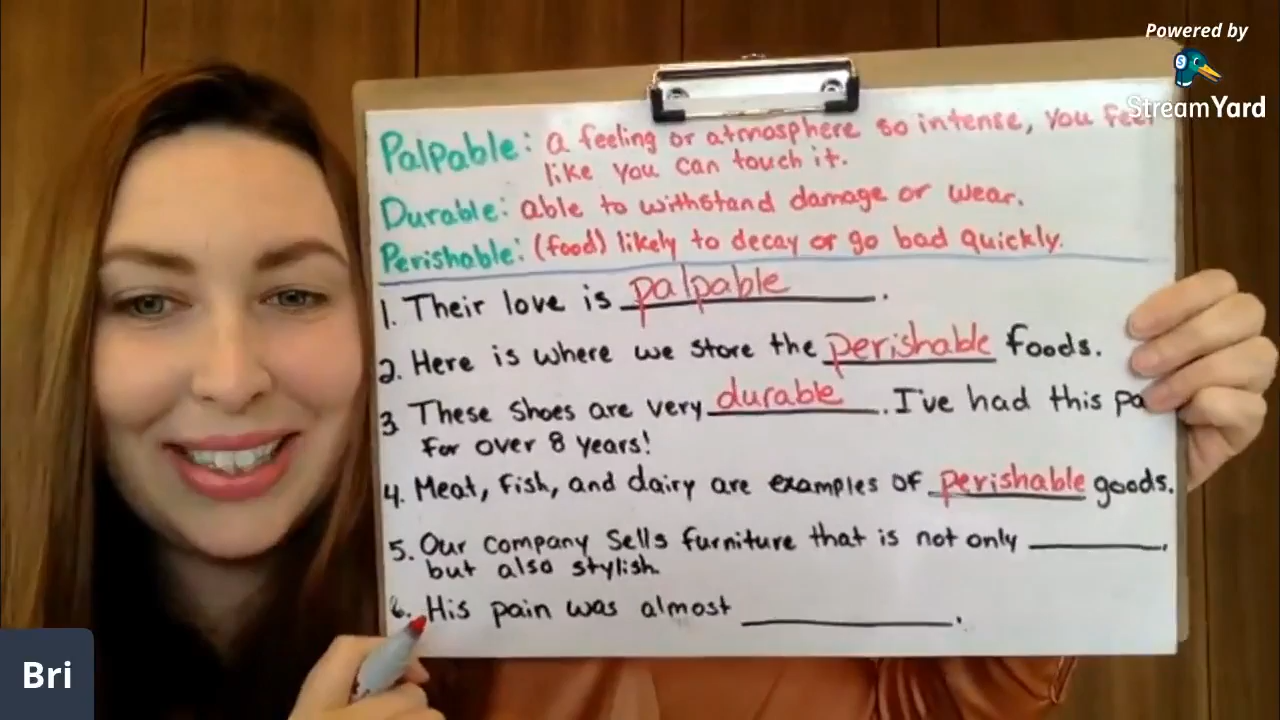 Powered by
StreamYard
Palpable: a feeling or atmosphere so intense, you feel
like you can touch it.
Durable: able to withstand damage or wear.
Perishable: (food) likely to decay or go bad quickly.
1. Their love is palpable.
2. Here is where we store the perishable foods.
3 These shoes are very durable. I've had this pa
for over 8 years!
4. Meat, fish, and dairy are examples of perishable goods.
5. Our company sells furniture that is not only ________,
but also stylish.
6. His pain was almost ____________.
Bri